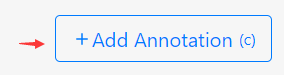 + Add Annotation (c)